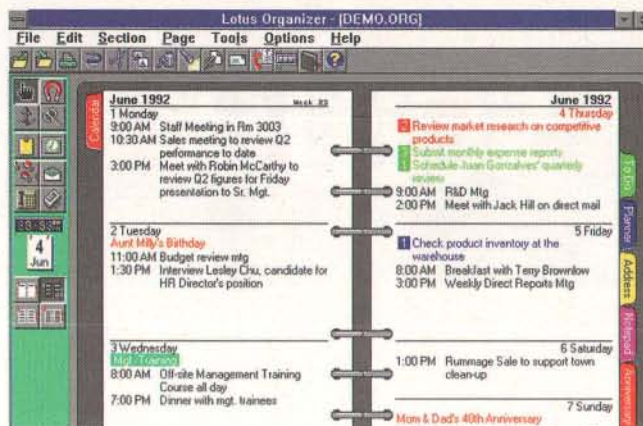 Lotus Organizer - [DEMO.ORG]
File Edit Section Page Tools Options Help
Calendar
June 1992 Week 23
1 Monday
9:00 AM Staff Meeting in Rm 3003
10:30 AM Sales meeting to review Q2
performance to date
3:00 PM Meet with Robin McCarthy to
review Q2 figures for Friday
presentation to Sr. Mgt.
2 Tuesday
Aunt Milly's Birthday
11:00 AM Budget review mtg
1:30 PM Interview Lesley Chu, candidate for
HR Director's position
3 Wednesday
Mgt. Training
8:00 AM Off-site Management Training
Course all day
7:00 PM Dinner with mgt. trainees
June 1992
4 Thursday
2 Review market research on competitive
products
Submit monthly expense reports
Schedule Juan Gonzalves' quarterly
review
9:00 AM R&D Mtg
2:00 PM Meet with Jack Hill on direct mail
5 Friday
1 Check product inventory at the
warehouse
8:00 AM Breakfast with Terry Brownlow
3:00 PM Weekly Direct Reports Mtg
6 Saturday
1:00 PM Rummage Sale to support town
clean-up
7 Sunday
Mom & Dad's 40th Anniversary
To Do
Planner
Address
Notepad
Anniversary
4
Jun